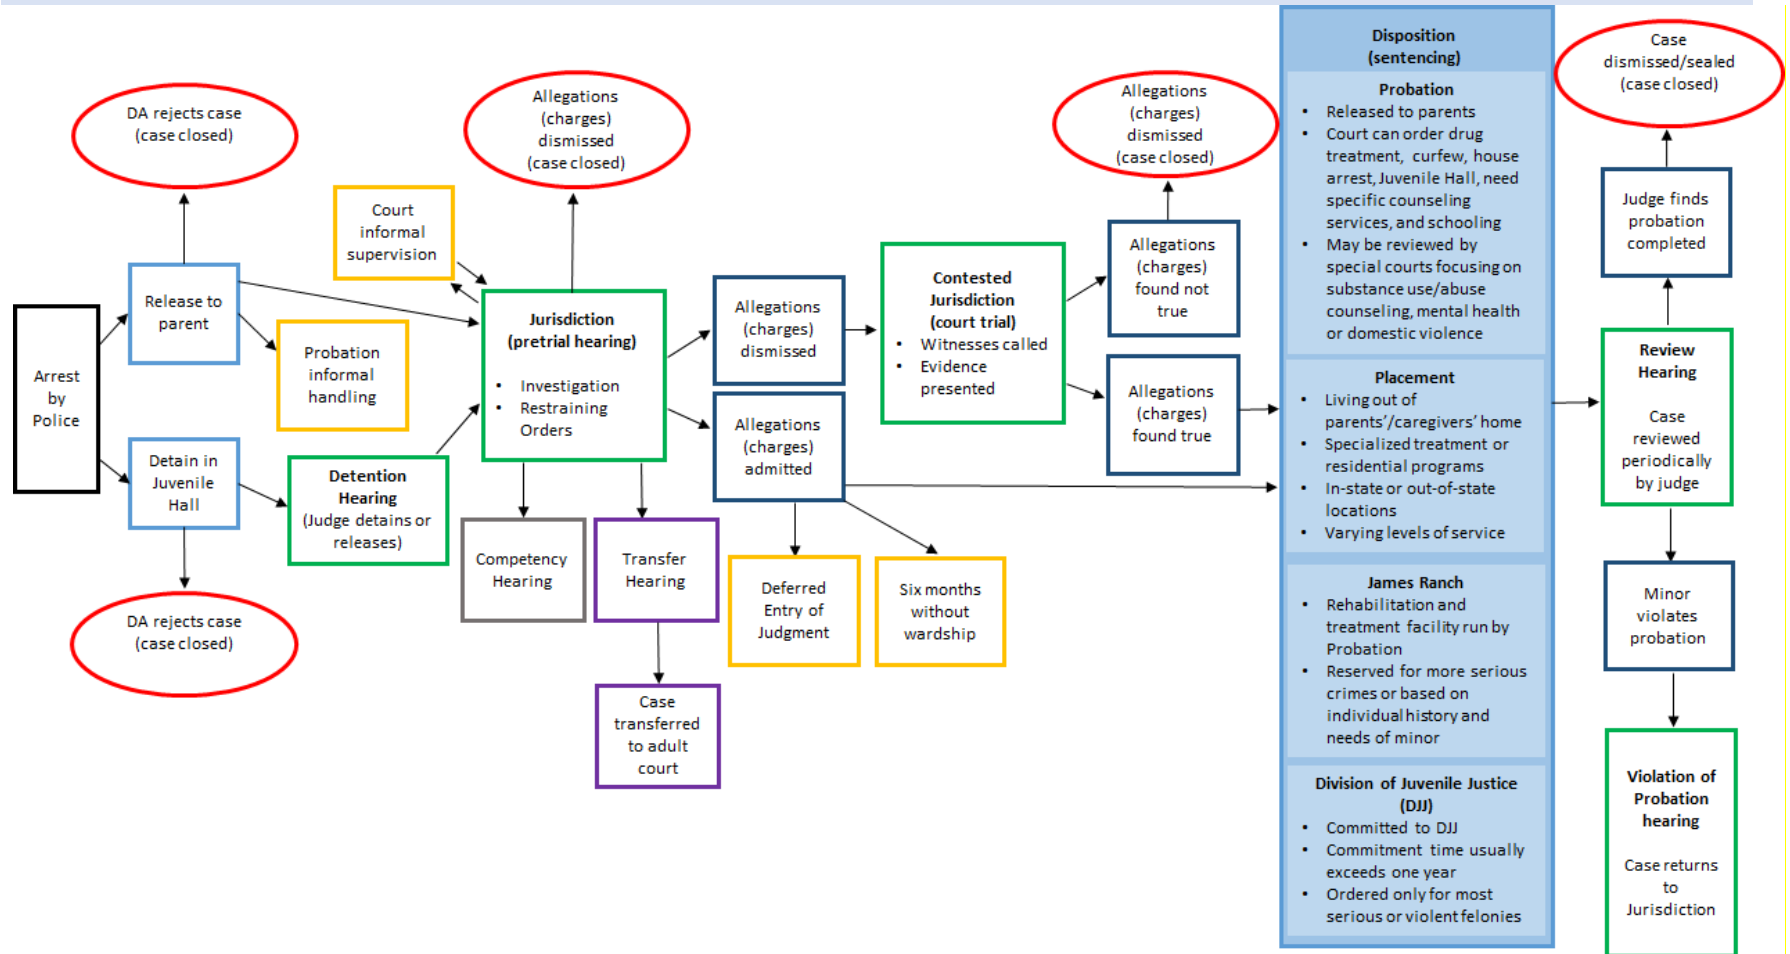 DA rejects case
(case closed)
Allegations
(charges)
dismissed
(case closed)
Court
informal
supervision
Release to
parent
Probation
informal
handling
Arrest
by
Police
Detain in
Juvenile
Hall
Detention
Hearing
(Judge detains or
releases)
DA rejects case
(case closed)
Jurisdiction
(pretrial hearing)
• Investigation
• Restraining
Orders
Competency
Hearing
Transfer
Hearing
Case
transferred
to adult
court
Allegations
(charges)
dismissed
Allegations
(charges)
admitted
Deferred
Entry of
Judgment
Six months
without
wardship
Contested
Jurisdiction
(court trial)
• Witnesses called
• Evidence
presented
Allegations
(charges)
dismissed
(case closed)
Allegations
(charges)
found not
true
Allegations
(charges)
found true
Disposition
(sentencing)
Probation
• Released to parents
• Court can order drug
treatment, curfew, house
arrest, Juvenile Hall, need
specific counseling
services, and schooling
• May be reviewed by
special courts focusing on
substance use/abuse
counseling, mental health
or domestic violence
Placement
• Living out of
parents'/caregivers' home
• Specialized treatment or
residential programs
• In-state or out-of-state
locations
• Varying levels of service
James Ranch
• Rehabilitation and
treatment facility run by
Probation
• Reserved for more serious
crimes or based on
individual history and
needs of minor
Division of Juvenile Justice
(DJJ)
• Committed to DJJ
• Commitment time usually
exceeds one year
• Ordered only for most
serious or violent felonies
Case
dismissed/sealed
(case closed)
Judge finds
probation
completed
Review
Hearing
Case
reviewed
periodically
by judge
Minor
violates
probation
Violation of
Probation
hearing
Case returns
to
Jurisdiction